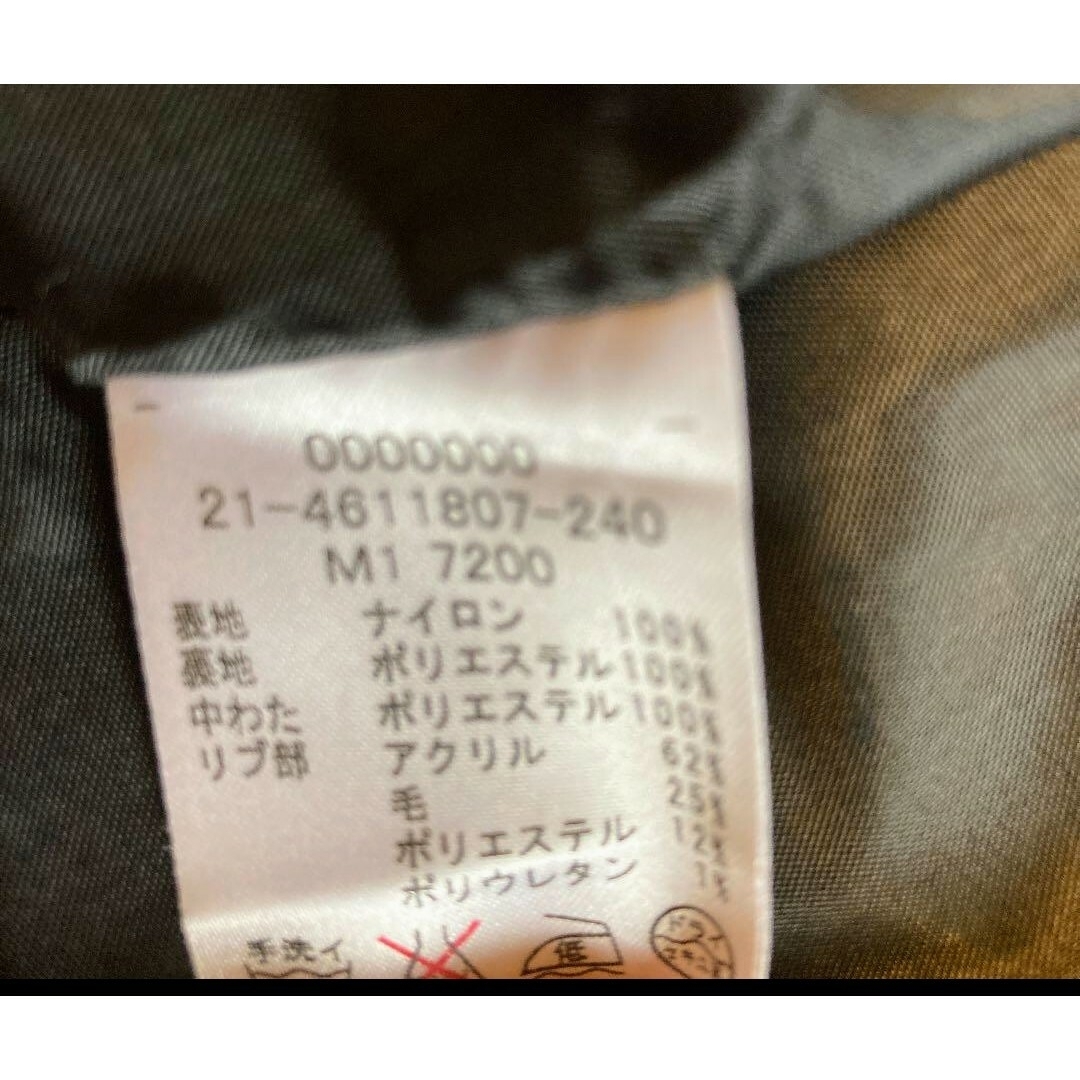 0000000
21-4611807-240
M1 7200
表地 ナイロン 100%
裏地 ポリエステル 100%
中わた ポリエステル 100%
リブ部 アクリル 62%
毛 25%
ポリエステル 12%
ポリウレタン 1%
手洗イ
低
ドライ